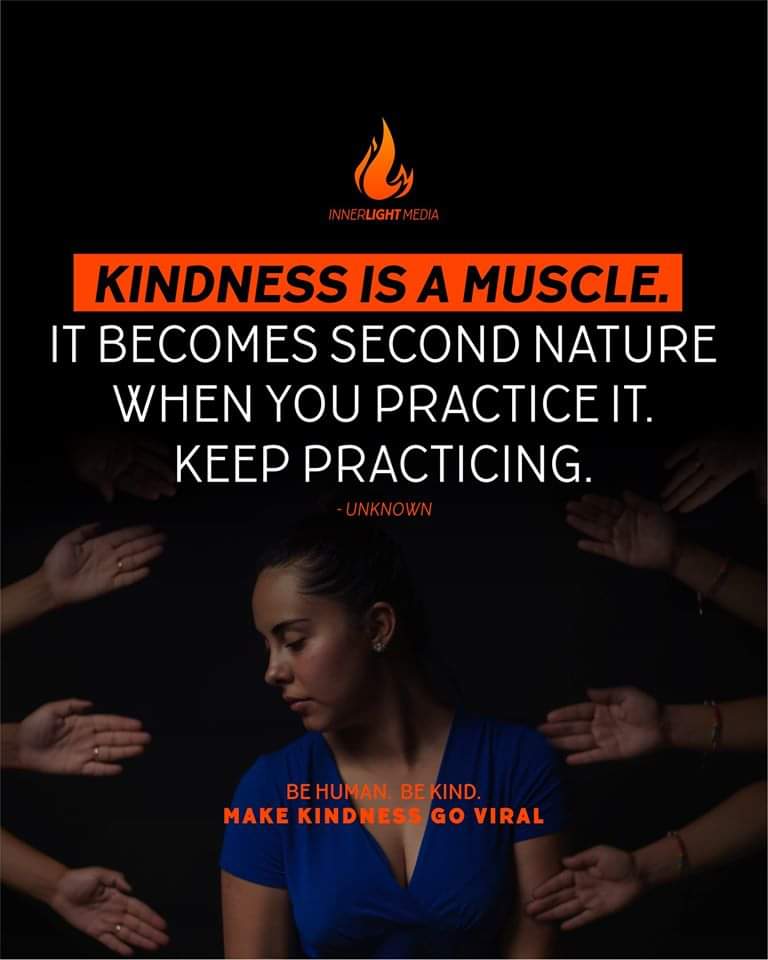 INNERLIGHT MEDIA
KINDNESS IS A MUSCLE.
IT BECOMES SECOND NATURE
WHEN YOU PRACTICE IT.
KEEP PRACTICING.
- UNKNOWN
BE HUMAN. BE KIND.
MAKE KINDNESS GO VIRAL